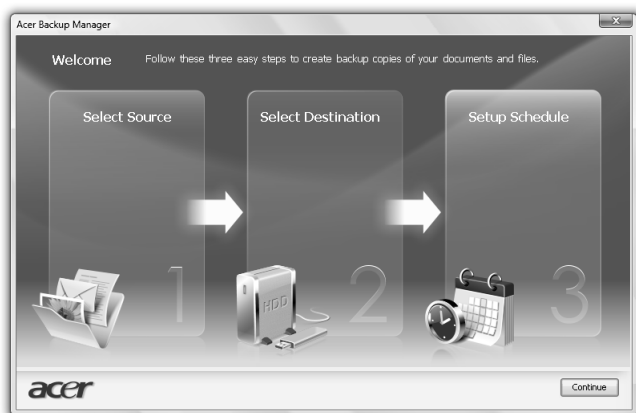 Acer Backup Manager
Welcome Follow these three easy steps to create backup copies of your documents and files.
Select Source
Select Destination
Setup Schedule
HDD
1
2
3
acer
Continue